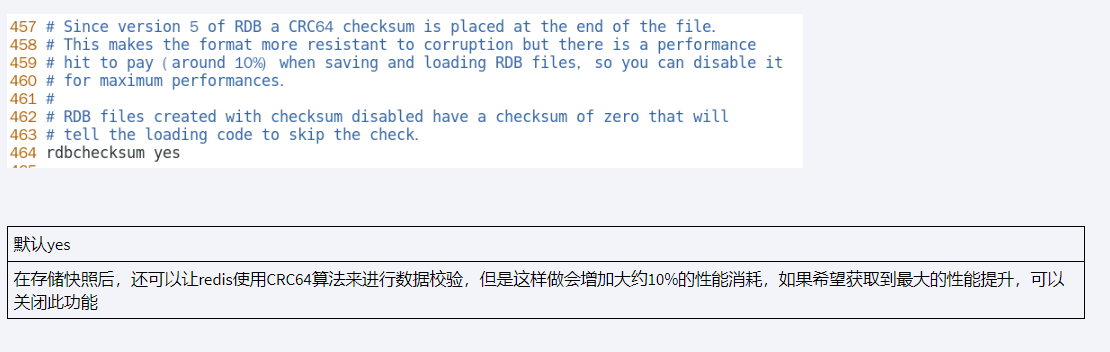 457 # Since version 5 of RDB a CRC64 checksum is placed at the end of the file.
458 # This makes the format more resistant to corruption but there is a performance
459 # hit to pay (around 10%) when saving and loading RDB files, so you can disable it
460 # for maximum performances.
461 #
462 # RDB files created with checksum disabled have a checksum of zero that will
463 # tell the loading code to skip the check.
464 rdbchecksum yes
默认yes
在存储快照后，还可以让redis使用CRC64算法来进行数据校验，但是这样做会增加大约10%的性能消耗，如果希望获取到最大的性能提升，可以
关闭此功能